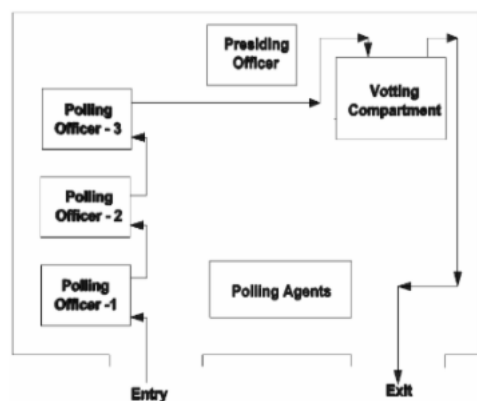 Presiding
Officer
Votting
Compartment
Polling
Officer - 3
Polling
Officer - 2
Polling
Officer -1
Polling Agents
Entry
Exit